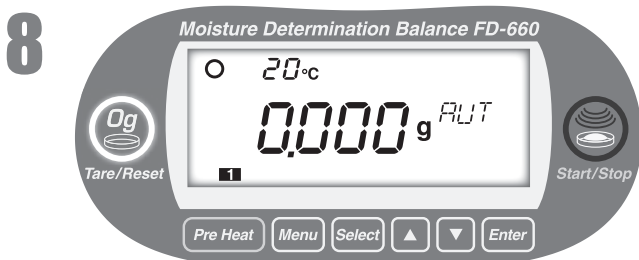 8
Moisture Determination Balance FD-660
20°C
0.000 g AUT
0g
Tare/Reset
Start/Stop
1
Pre Heat Menu Select ▲ ▼ Enter